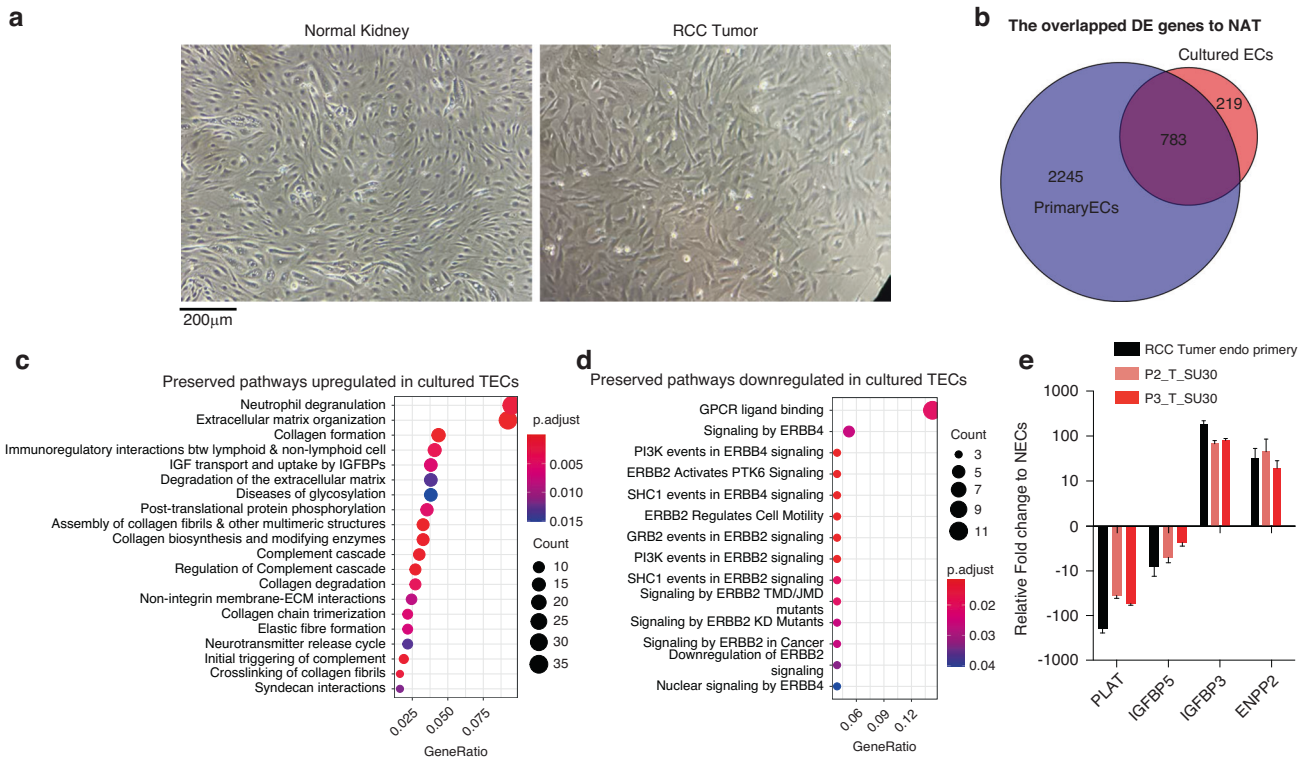 a
Normal Kidney
RCC Tumor
200μm
b
The overlapped DE genes to NAT
Cultured ECs
219
783
2245
PrimaryECs
c
Preserved pathways upregulated in cultured TECs
Neutrophil degranulation
Extracellular matrix organization
Collagen formation
Immunoregulatory interactions btw lymphoid & non-lymphoid cell
IGF transport and uptake by IGFBPs
Degradation of the extracellular matrix
Diseases of glycosylation
Post-translational protein phosphorylation
Assembly of collagen fibrils & other multimeric structures
Collagen biosynthesis and modifying enzymes
Complement cascade
Regulation of Complement cascade
Collagen degradation
Non-integrin membrane-ECM interactions
Collagen chain trimerization
Elastic fibre formation
Neurotransmitter release cycle
Initial triggering of complement
Crosslinking of collagen fibrils
Syndecan interactions
0.025
0.050
0.075
GeneRatio
p.adjust
0.005
0.010
0.015
Count
10
15
20
25
30
35
d
Preserved pathways downregulated in cultured TECs
GPCR ligand binding
Signaling by ERBB4
PI3K events in ERBB4 signaling
ERBB2 Activates PTK6 Signaling
SHC1 events in ERBB4 signaling
ERBB2 Regulates Cell Motility
GRB2 events in ERBB2 signaling
PI3K events in ERBB2 signaling
SHC1 events in ERBB2 signaling
Signaling by ERBB2 TMD/JMD
mutants
Signaling by ERBB2 KD Mutants
Signaling by ERBB2 in Cancer
Downregulation of ERBB2
signaling
Nuclear signaling by ERBB4
0.06
0.09
0.12
GeneRatio
Count
3
5
7
9
11
p.adjust
0.02
0.03
0.04
e
RCC Tumer endo primery
P2_T_SU30
P3_T_SU30
Relative Fold change to NECs
1000
100
10
0
-10
-100
-1000
PLAT
IGFBP5
IGFBP3
ENPP2